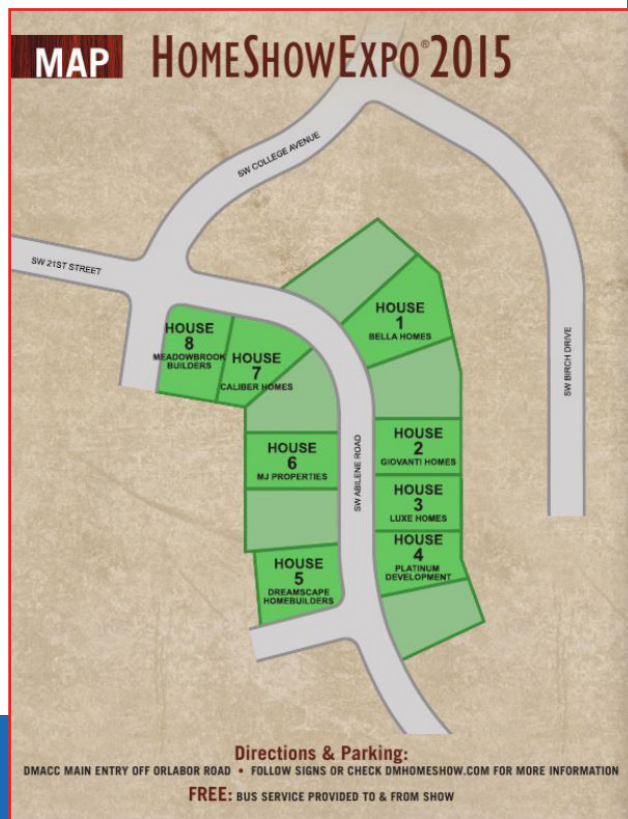 MAP
HOMESHOWEXPO® 2015
SW COLLEGE AVENUE
SW 21ST STREET
HOUSE
1
BELLA HOMES
HOUSE
8
MEADOWBROOK
BUILDERS
HOUSE
7
CALIBER HOMES
SW BIRCH DRIVE
HOUSE
2
GIOVANTI HOMES
HOUSE
6
MJ PROPERTIES
SW ABILENE ROAD
HOUSE
3
LUXE HOMES
HOUSE
4
PLATINUM
DEVELOPMENT
HOUSE
5
DREAMSCAPE
HOMEBUILDERS
Directions & Parking:
DMACC MAIN ENTRY OFF ORLABOR ROAD • FOLLOW SIGNS OR CHECK DMHOMESHOW.COM FOR MORE INFORMATION
FREE: BUS SERVICE PROVIDED TO & FROM SHOW